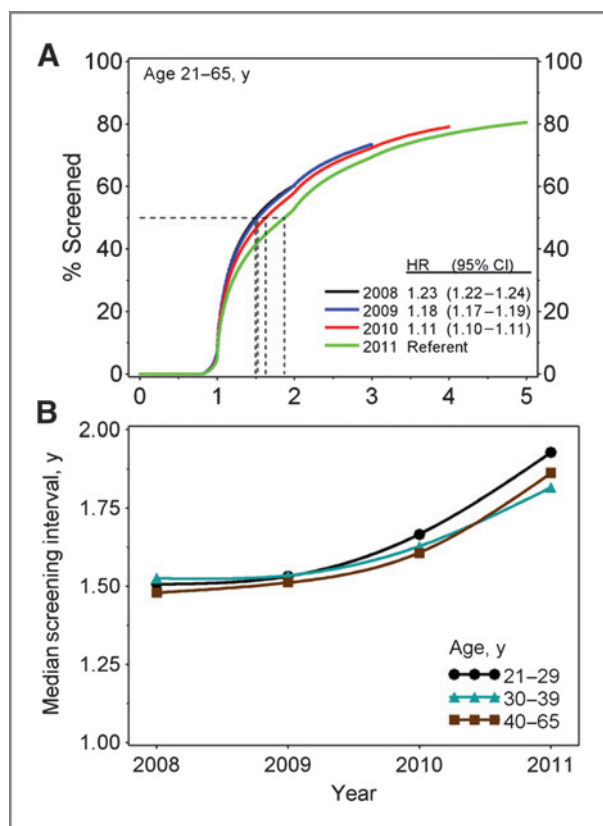 A
Age 21–65, y
100
80
60
40
20
0
% Screened
100
80
60
40
20
0
HR (95% CI)
2008 1.23 (1.22–1.24)
2009 1.18 (1.17–1.19)
2010 1.11 (1.10–1.11)
2011 Referent
0 1 2 3 4 5
B
2.00
1.75
1.50
1.25
1.00
Median screening interval, y
Age, y
21–29
30–39
40–65
2008 2009 2010 2011
Year